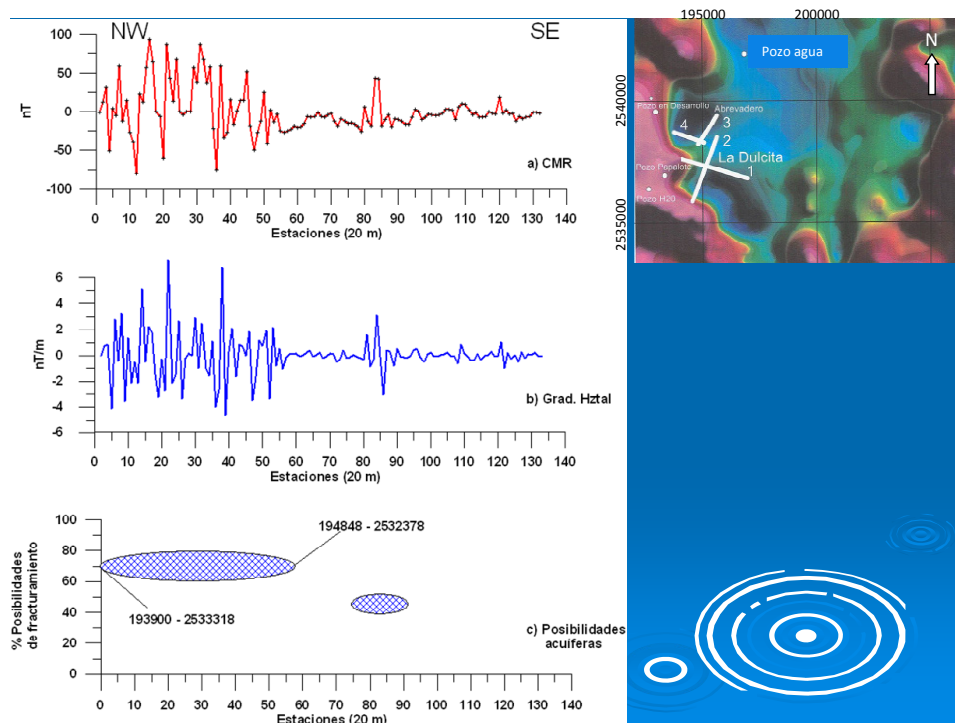 NW
SE
100
50
0
-50
-100
nT
a) CMR
0 10 20 30 40 50 60 70 80 90 100 110 120 130 140
Estaciones (20 m)
6
4
2
0
-2
-4
-6
nT/m
b) Grad. Hztal
0 10 20 30 40 50 60 70 80 90 100 110 120 130 140
Estaciones (20 m)
100
80
60
40
20
0
% Posibilidades
de fracturamiento
194848 - 2532378
193900 - 2533318
c) Posibilidades
acuíferas
0 10 20 30 40 50 60 70 80 90 100 110 120 130 140
Estaciones (20 m)
195000
200000
Pozo agua
N
2540000
2535000
Pozo en Desarrollo
Abrevadero
3
4
2
La Dulcita
1
Pozo Papalote
Pozo H20